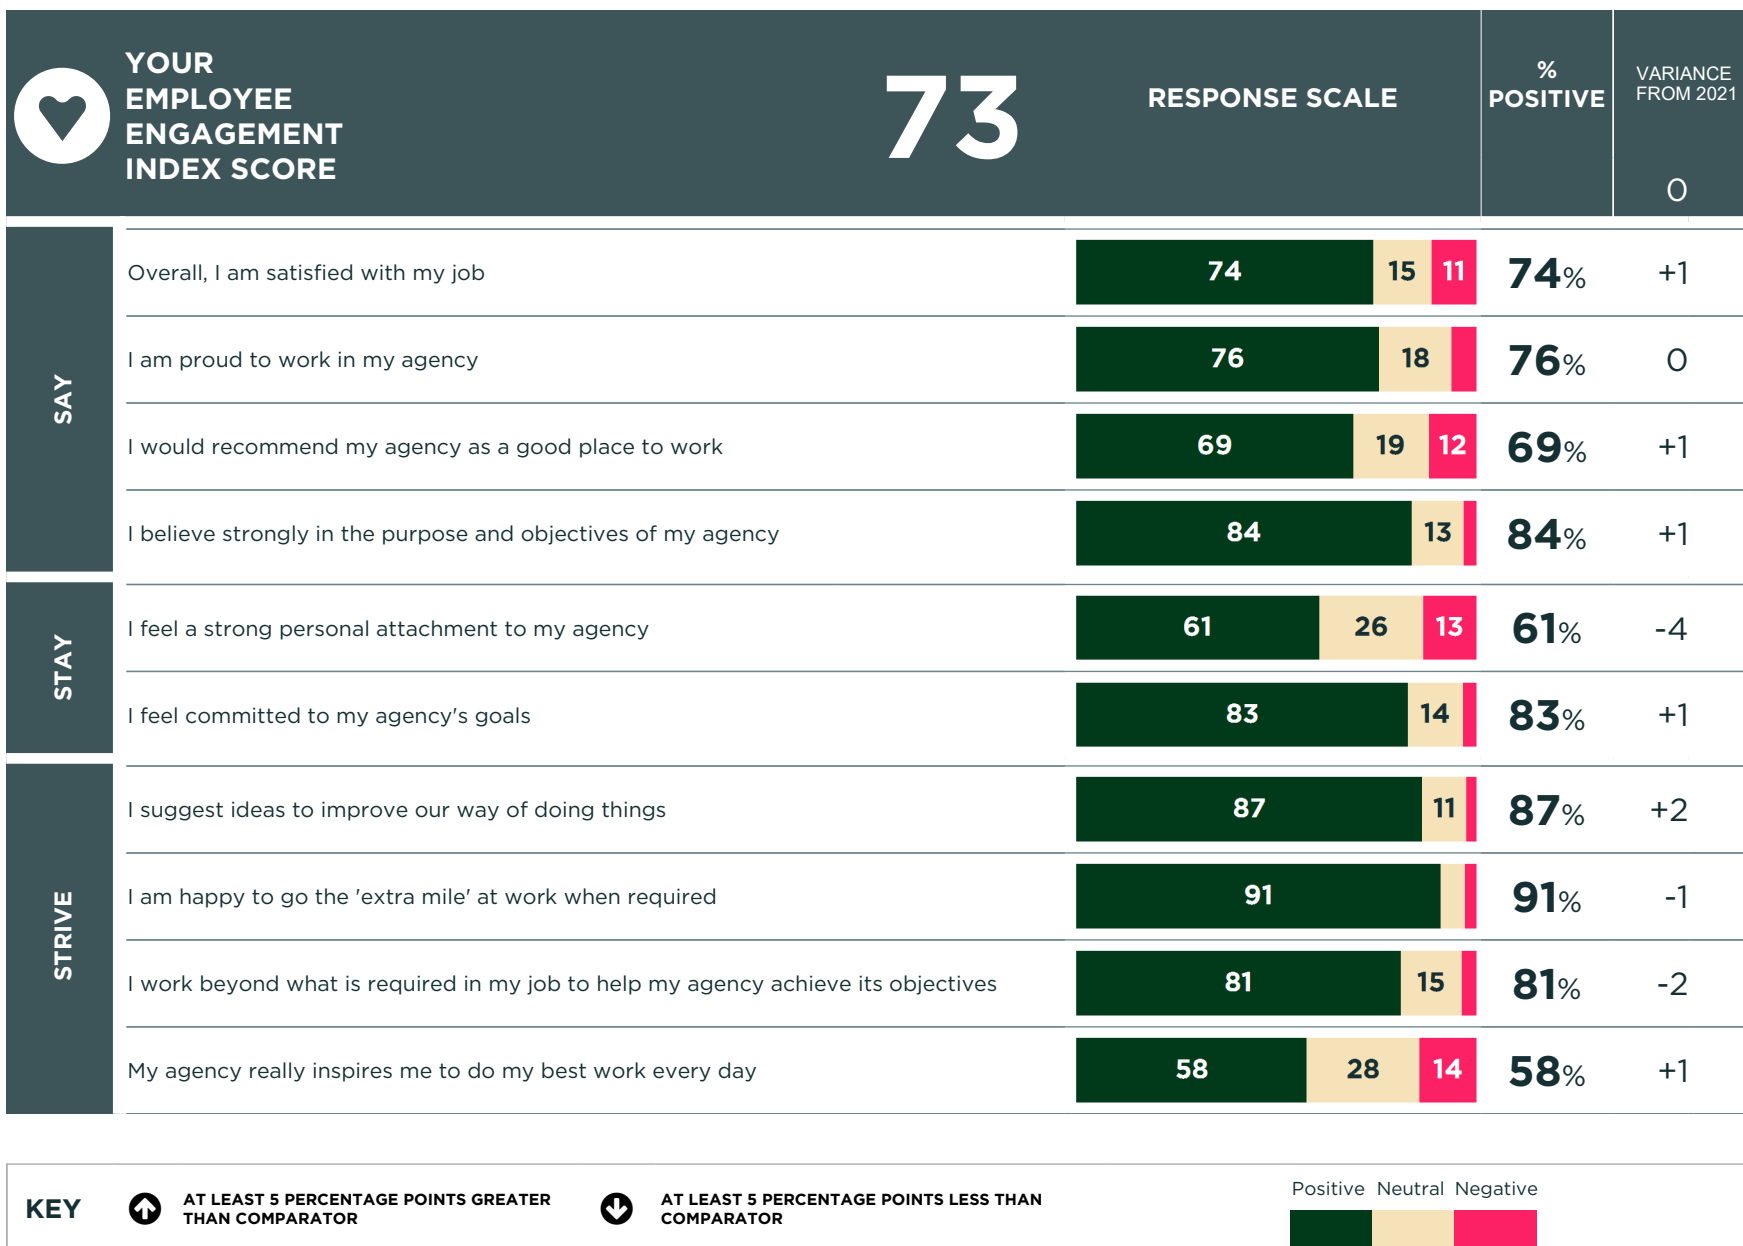 YOUR
EMPLOYEE
ENGAGEMENT
INDEX SCORE
73
RESPONSE SCALE
%
POSITIVE
VARIANCE
FROM 2021
0
SAY
Overall, I am satisfied with my job 74 15 11 74% +1
I am proud to work in my agency 76 18 76% 0
I would recommend my agency as a good place to work 69 19 12 69% +1
I believe strongly in the purpose and objectives of my agency 84 13 84% +1
STAY
I feel a strong personal attachment to my agency 61 26 13 61% -4
I feel committed to my agency's goals 83 14 83% +1
STRIVE
I suggest ideas to improve our way of doing things 87 11 87% +2
I am happy to go the 'extra mile' at work when required 91 91% -1
I work beyond what is required in my job to help my agency achieve its objectives 81 15 81% -2
My agency really inspires me to do my best work every day 58 28 14 58% +1
KEY
AT LEAST 5 PERCENTAGE POINTS GREATER
THAN COMPARATOR
AT LEAST 5 PERCENTAGE POINTS LESS THAN
COMPARATOR
Positive Neutral Negative